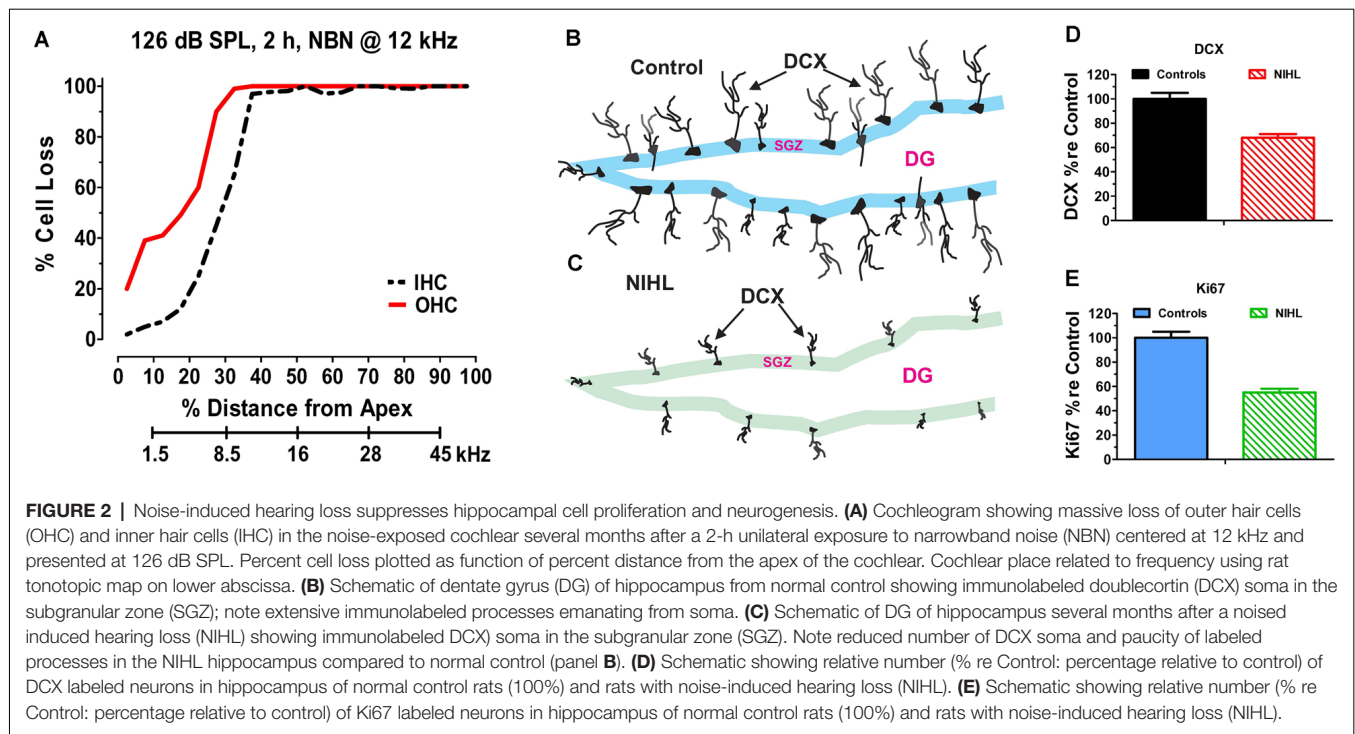 A
126 dB SPL, 2 h, NBN @ 12 kHz
% Cell Loss
100
80
60
40
20
0
IHC
OHC
0 10 20 30 40 50 60 70 80 90 100
% Distance from Apex
1.5 8.5 16 28 45 kHz
B
Control
DCX
SGZ
DG
C
NIHL
DCX
SGZ
DG
D
DCX
Controls NIHL
DCX % re Control
120
100
80
60
40
20
0
E
Ki67
Controls NIHL
Ki67 % re Control
120
100
80
60
40
20
0
FIGURE 2 | Noise-induced hearing loss suppresses hippocampal cell proliferation and neurogenesis. (A) Cochleogram showing massive loss of outer hair cells
(OHC) and inner hair cells (IHC) in the noise-exposed cochlear several months after a 2-h unilateral exposure to narrowband noise (NBN) centered at 12 kHz and
presented at 126 dB SPL. Percent cell loss plotted as function of percent distance from the apex of the cochlear. Cochlear place related to frequency using rat
tonotopic map on lower abscissa. (B) Schematic of dentate gyrus (DG) of hippocampus from normal control showing immunolabeled doublecortin (DCX) soma in the
subgranular zone (SGZ); note extensive immunolabeled processes emanating from soma. (C) Schematic of DG of hippocampus several months after a noised
induced hearing loss (NIHL) showing immunolabeled DCX) soma in the subgranular zone (SGZ). Note reduced number of DCX soma and paucity of labeled
processes in the NIHL hippocampus compared to normal control (panel B). (D) Schematic showing relative number (% re Control: percentage relative to control) of
DCX labeled neurons in hippocampus of normal control rats (100%) and rats with noise-induced hearing loss (NIHL). (E) Schematic showing relative number (% re
Control: percentage relative to control) of Ki67 labeled neurons in hippocampus of normal control rats (100%) and rats with noise-induced hearing loss (NIHL).